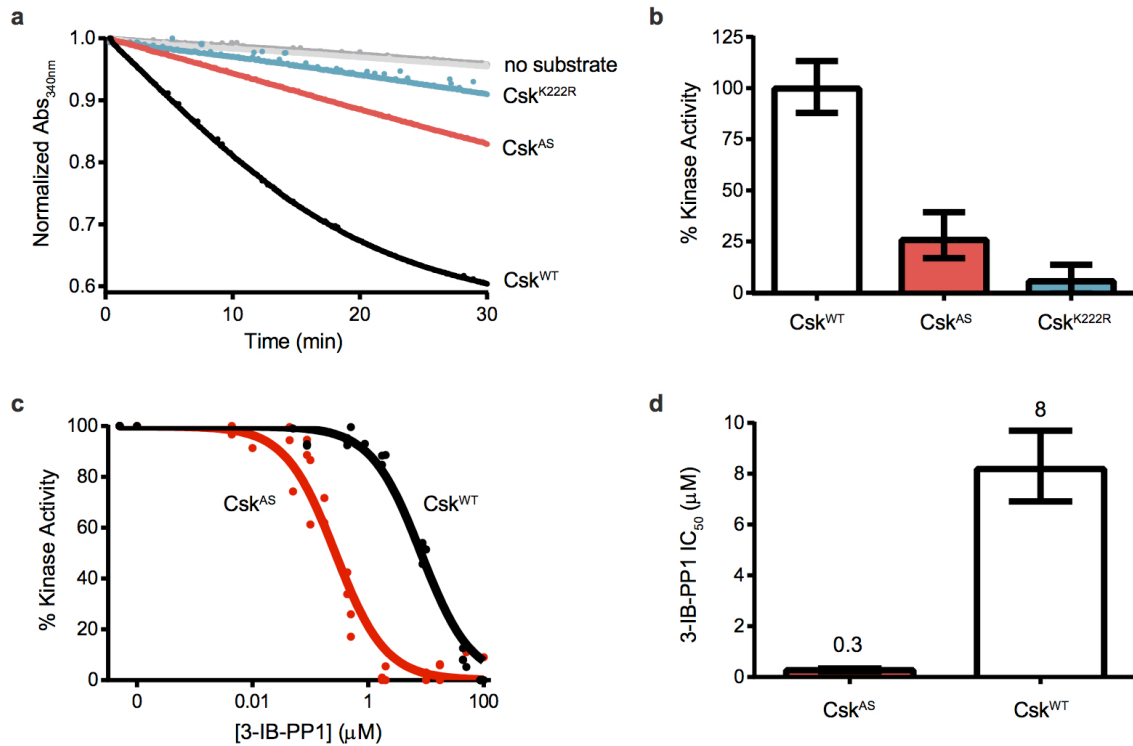 a
1.0
0.9
0.8
0.7
0.6
Normalized Abs340nm
0
10
20
30
Time (min)
no substrate
CskK222R
CskAS
CskWT
b
125
100
75
50
25
0
% Kinase Activity
CskWT
CskAS
CskK222R
c
100
80
60
40
20
0
% Kinase Activity
CskAS
CskWT
0
0.01
1
100
[3-IB-PP1] (μM)
d
10
8
6
4
2
0
3-IB-PP1 IC50 (μM)
0.3
8
CskAS
CskWT